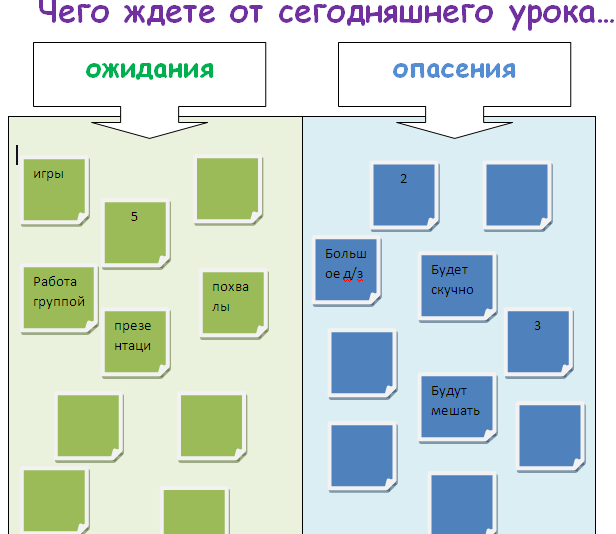 Чего ждете от сегодняшнего урока...
ожидания
опасения
игры
5
Работа
группой
похва
лы
презе
нтаци
2
Больш
ое д/з
Будет
скучно
3
Будут
мешать